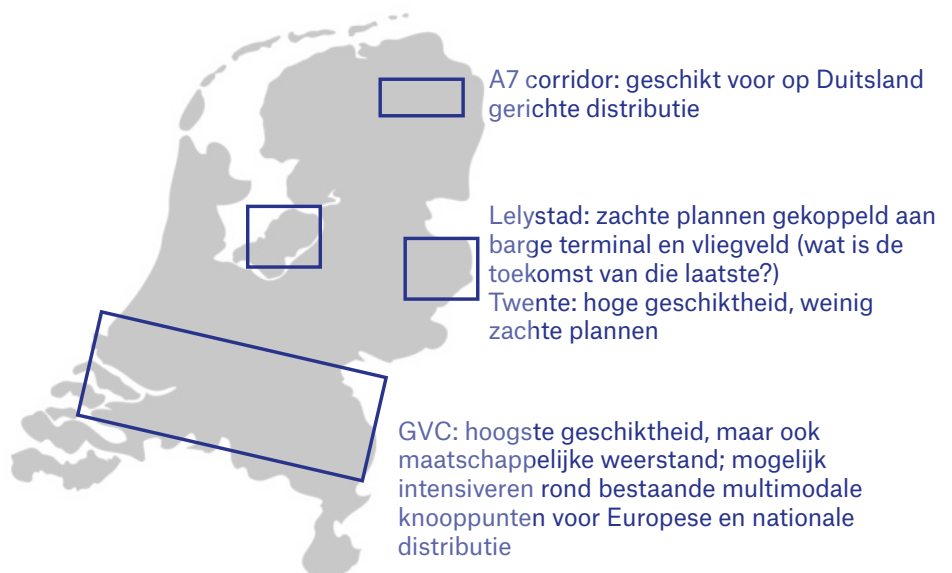 A7 corridor: geschikt voor op Duitsland
gerichte distributie
Lelystad: zachte plannen gekoppeld aan
barge terminal en vliegveld (wat is de
toekomst van die laatste?)
Twente: hoge geschiktheid, weinig
zachte plannen
GVC: hoogste geschiktheid, maar ook
maatschappelijke weerstand; mogelijk
intensiveren rond bestaande multimodale
knooppunten voor Europese en nationale
distributie